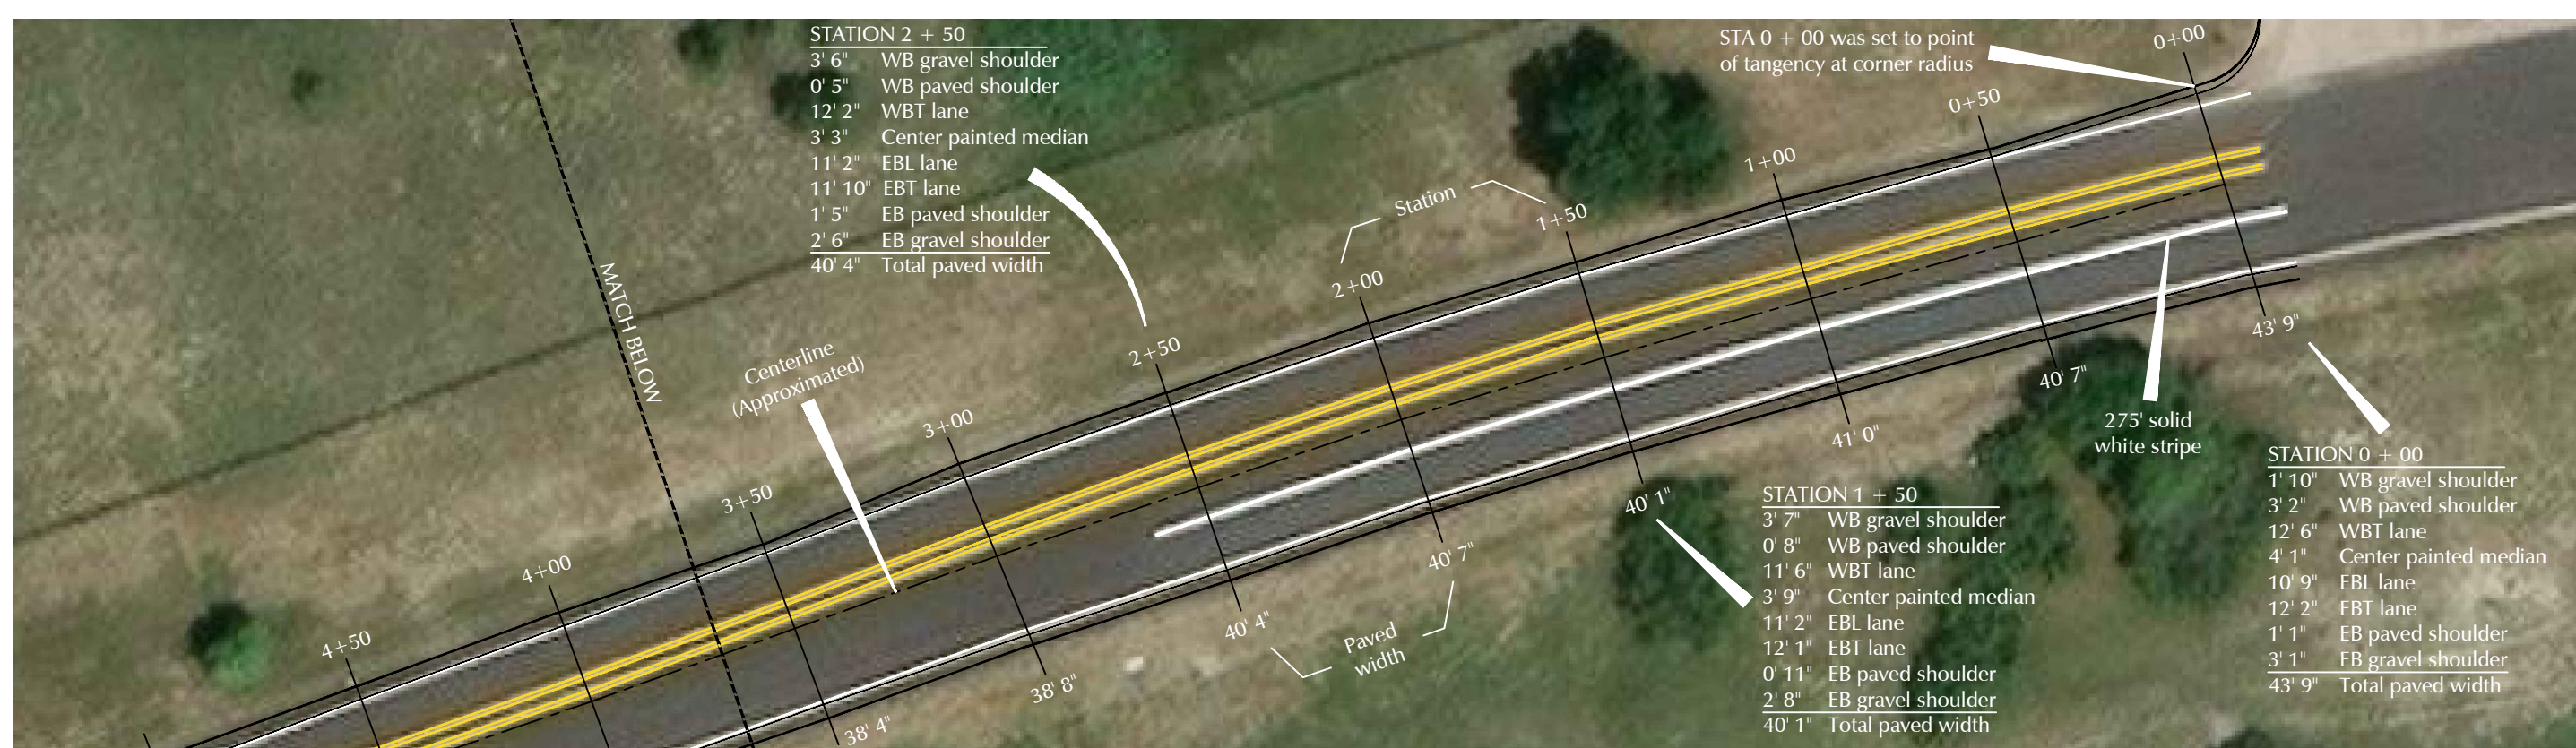 STATION 2 + 50
3' 6" WB gravel shoulder
0' 5" WB paved shoulder
12' 2" WBT lane
3' 3" Center painted median
11' 2" EBL lane
11' 10" EBT lane
1' 5" EB paved shoulder
2' 6" EB gravel shoulder
40' 4" Total paved width
STA 0 + 00 was set to point
of tangency at corner radius
0+00
0+50
1+00
1+50
Station
2+00
2+50
3+00
3+50
4+00
4+50
MATCH BELOW
Centerline
(Approximated)
43' 9"
40' 7"
41' 0"
40' 1"
40' 7"
40' 4"
38' 8"
38' 4"
Paved
width
275' solid
white stripe
STATION 1 + 50
3' 7" WB gravel shoulder
0' 8" WB paved shoulder
11' 6" WBT lane
3' 9" Center painted median
11' 2" EBL lane
12' 1" EBT lane
0' 11" EB paved shoulder
2' 8" EB gravel shoulder
40' 1" Total paved width
STATION 0 + 00
1' 10" WB gravel shoulder
3' 2" WB paved shoulder
12' 6" WBT lane
4' 1" Center painted median
10' 9" EBL lane
12' 2" EBT lane
1' 1" EB paved shoulder
3' 1" EB gravel shoulder
43' 9" Total paved width